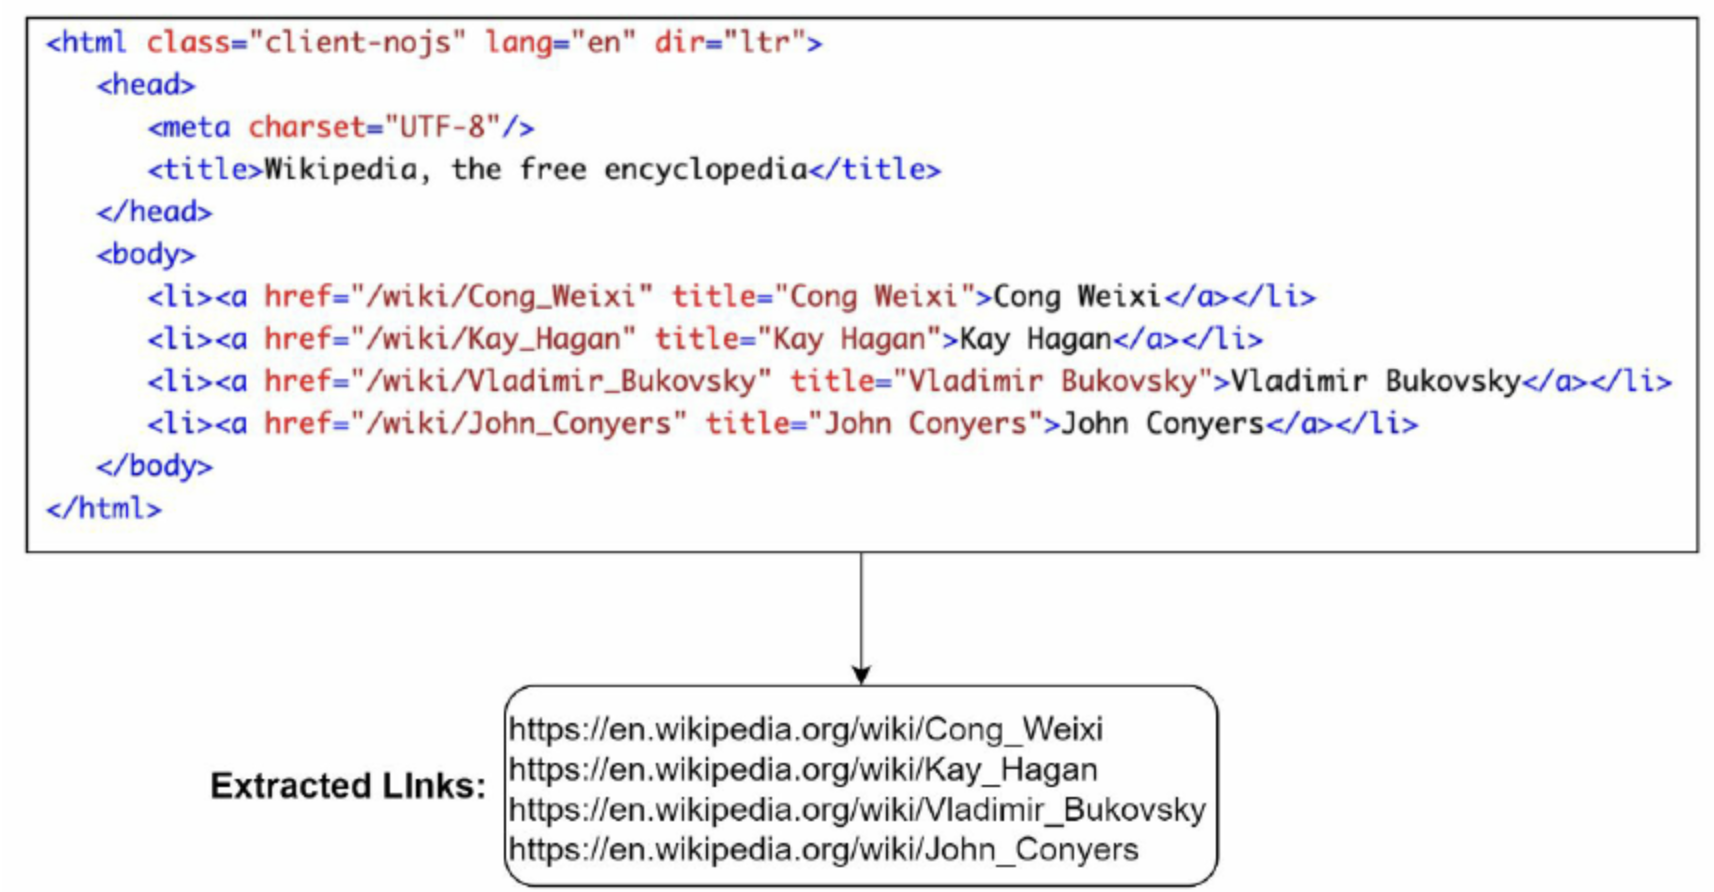 <html class="client-nojs" lang="en" dir="ltr">
<head>
<meta charset="UTF-8"/>
<title>Wikipedia, the free encyclopedia</title>
</head>
<body>
<li><a href="/wiki/Cong_Weixi" title="Cong Weixi">Cong Weixi</a></li>
<li><a href="/wiki/Kay_Hagan" title="Kay Hagan">Kay Hagan</a></li>
<li><a href="/wiki/Vladimir_Bukovsky" title="Vladimir Bukovsky">Vladimir Bukovsky</a></li>
<li><a href="/wiki/John_Conyers" title="John Conyers">John Conyers</a></li>
</body>
</html>
Extracted LInks:
https://en.wikipedia.org/wiki/Cong_Weixi
https://en.wikipedia.org/wiki/Kay_Hagan
https://en.wikipedia.org/wiki/Vladimir_Bukovsky
https://en.wikipedia.org/wiki/John_Conyers